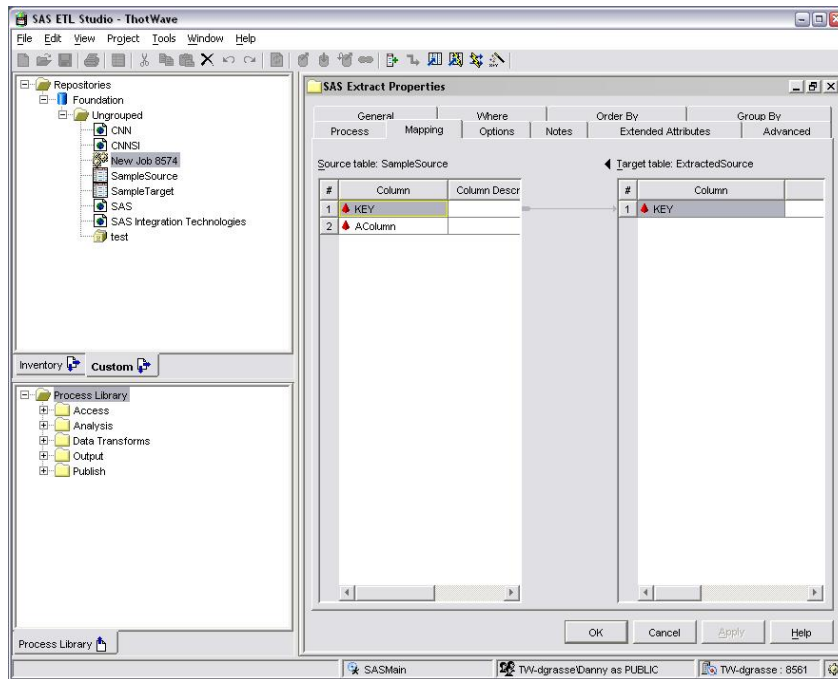 SAS ETL Studio - ThotWave
File Edit View Project Tools Window Help
Repositories
Foundation
Ungrouped
CNN
CNNSI
New Job 8574
SampleSource
SampleTarget
SAS
SAS Integration Technologies
test
Inventory Custom
Process Library
Access
Analysis
Data Transforms
Output
Publish
Process Library
SAS Extract Properties
General Where Order By Group By
Process Mapping Options Notes Extended Attributes Advanced
Source table: SampleSource
# Column Column Descr
1 KEY
2 AColumn
Target table: ExtractedSource
# Column
1 KEY
OK Cancel Apply Help
SASMain TW-dgrasse\Danny as PUBLIC TW-dgrasse : 8561